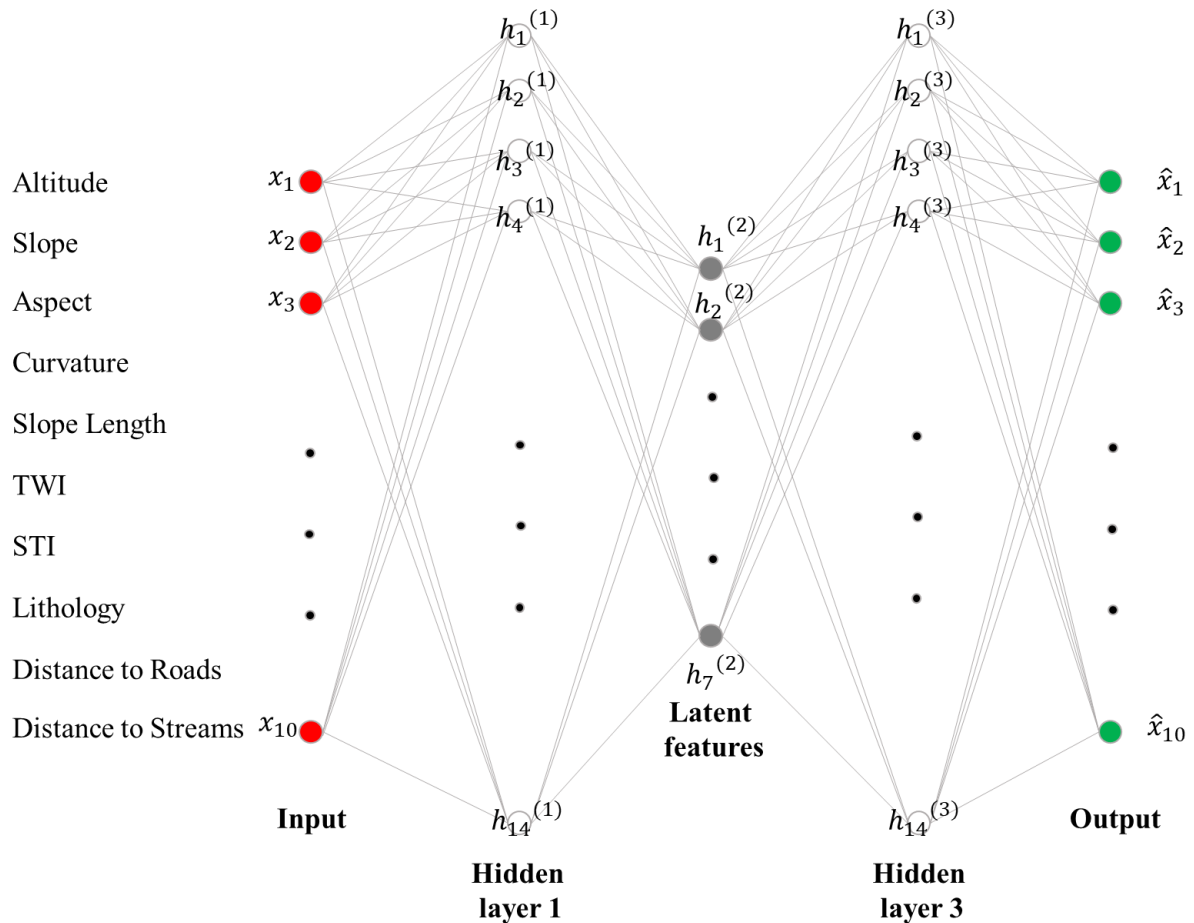 h₁⁽¹⁾
h₁⁽³⁾
h₂⁽¹⁾
h₂⁽³⁾
h₃⁽¹⁾
h₃⁽³⁾
Altitude x₁ x̂₁
h₄⁽¹⁾
h₄⁽³⁾
Slope x₂ h₁⁽²⁾ x̂₂
Aspect x₃ h₂⁽²⁾ x̂₃
Curvature
Slope Length
TWI
STI
Lithology
Distance to Roads h₇⁽²⁾
Latent
features
Distance to Streams x₁₀ x̂₁₀
Input h₁₄⁽¹⁾ h₁₄⁽³⁾ Output
Hidden
layer 1
Hidden
layer 3